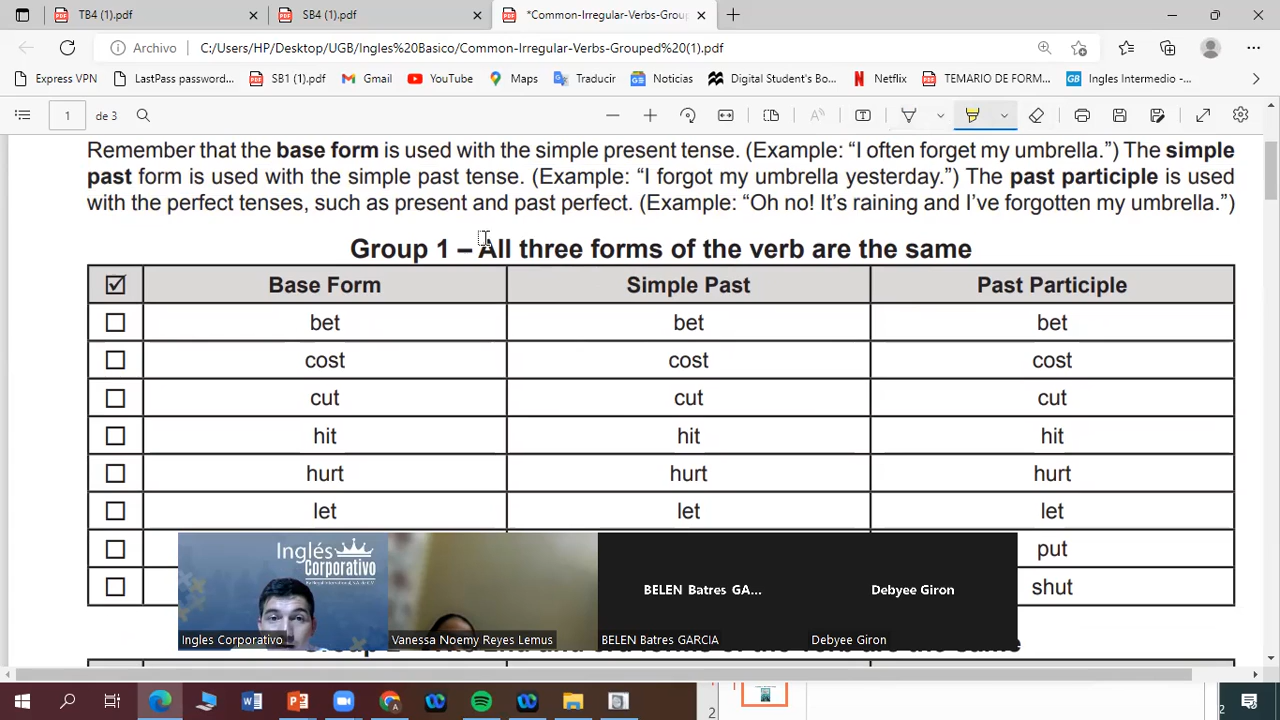 TB4 (1).pdf
SB4 (1).pdf
*Common-Irregular-Verbs-Grou
Archivo
C:/Users/HP/Desktop/UGB/Ingles%20Basico/Common-Irregular-Verbs-Grouped%20(1).pdf
Express VPN
LastPass password...
SB1 (1).pdf
Gmail
YouTube
Maps
Traducir
Noticias
Digital Student's Bo...
Netflix
TEMARIO DE FORM...
Ingles Intermedio -...
1
de 3
Remember that the base form is used with the simple present tense. (Example: “I often forget my umbrella.”) The simple
past form is used with the simple past tense. (Example: “I forgot my umbrella yesterday.”) The past participle is used
with the perfect tenses, such as present and past perfect. (Example: “Oh no! It’s raining and I’ve forgotten my umbrella.”)
Group 1 – All three forms of the verb are the same
Base Form Simple Past Past Participle
bet bet bet
cost cost cost
cut cut cut
hit hit hit
hurt hurt hurt
let let let
put
shut
Inglés
Corporativo
Ingles Corporativo
Vanessa Noemy Reyes Lemus
BELEN Batres GA...
BELEN Batres GARCIA
Debyee Giron
Debyee Giron
1
2
2